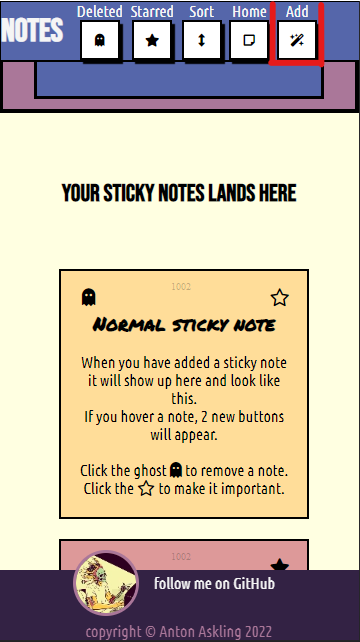 Deleted Starred Sort Home Add
NOTES
YOUR STICKY NOTES LANDS HERE
1002
Normal sticky note
When you have added a sticky note
it will show up here and look like
this.
If you hover a note, 2 new buttons
will appear.
Click the ghost to remove a note.
Click the to make it important.
1002
follow me on GitHub
copyright © Anton Askling 2022